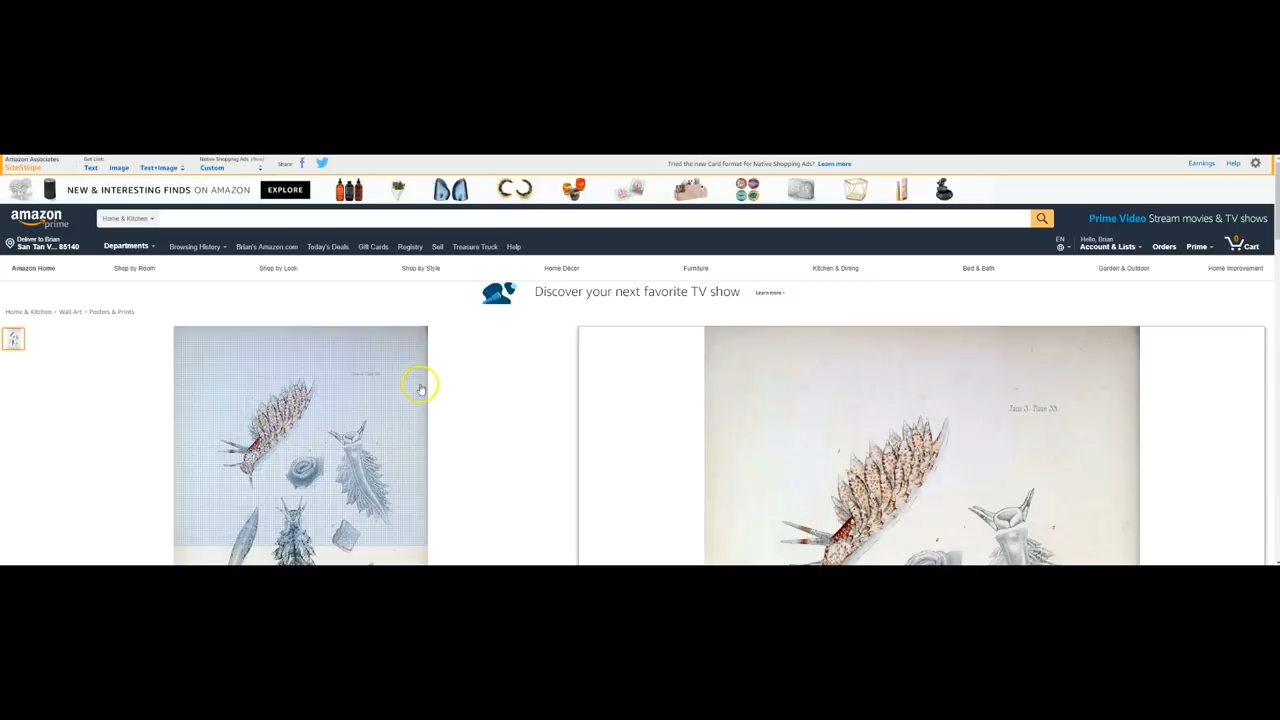 Amazon Associates
SiteStripe
Get Link:
Text Image Text+Image
Native Shopping Ads (New)
Custom
Share:
Tried the new Card format for Native Shopping Ads? Learn more
Earnings Help
NEW & INTERESTING FINDS ON AMAZON EXPLORE
amazon
prime
Home & Kitchen
Prime Video Stream movies & TV shows
Deliver to Brian
San Tan V... 85140
Departments Browsing History Brian's Amazon.com Today's Deals Gift Cards Registry Sell Treasure Truck Help
EN
Hello, Brian
Account & Lists Orders Prime 0 Cart
Amazon Home Shop by Room Shop by Look Shop by Style Home Décor Furniture Kitchen & Dining Bed & Bath Garden & Outdoor Home Improvement
Discover your next favorite TV show Learn more ›
Home & Kitchen › Wall Art › Posters & Prints